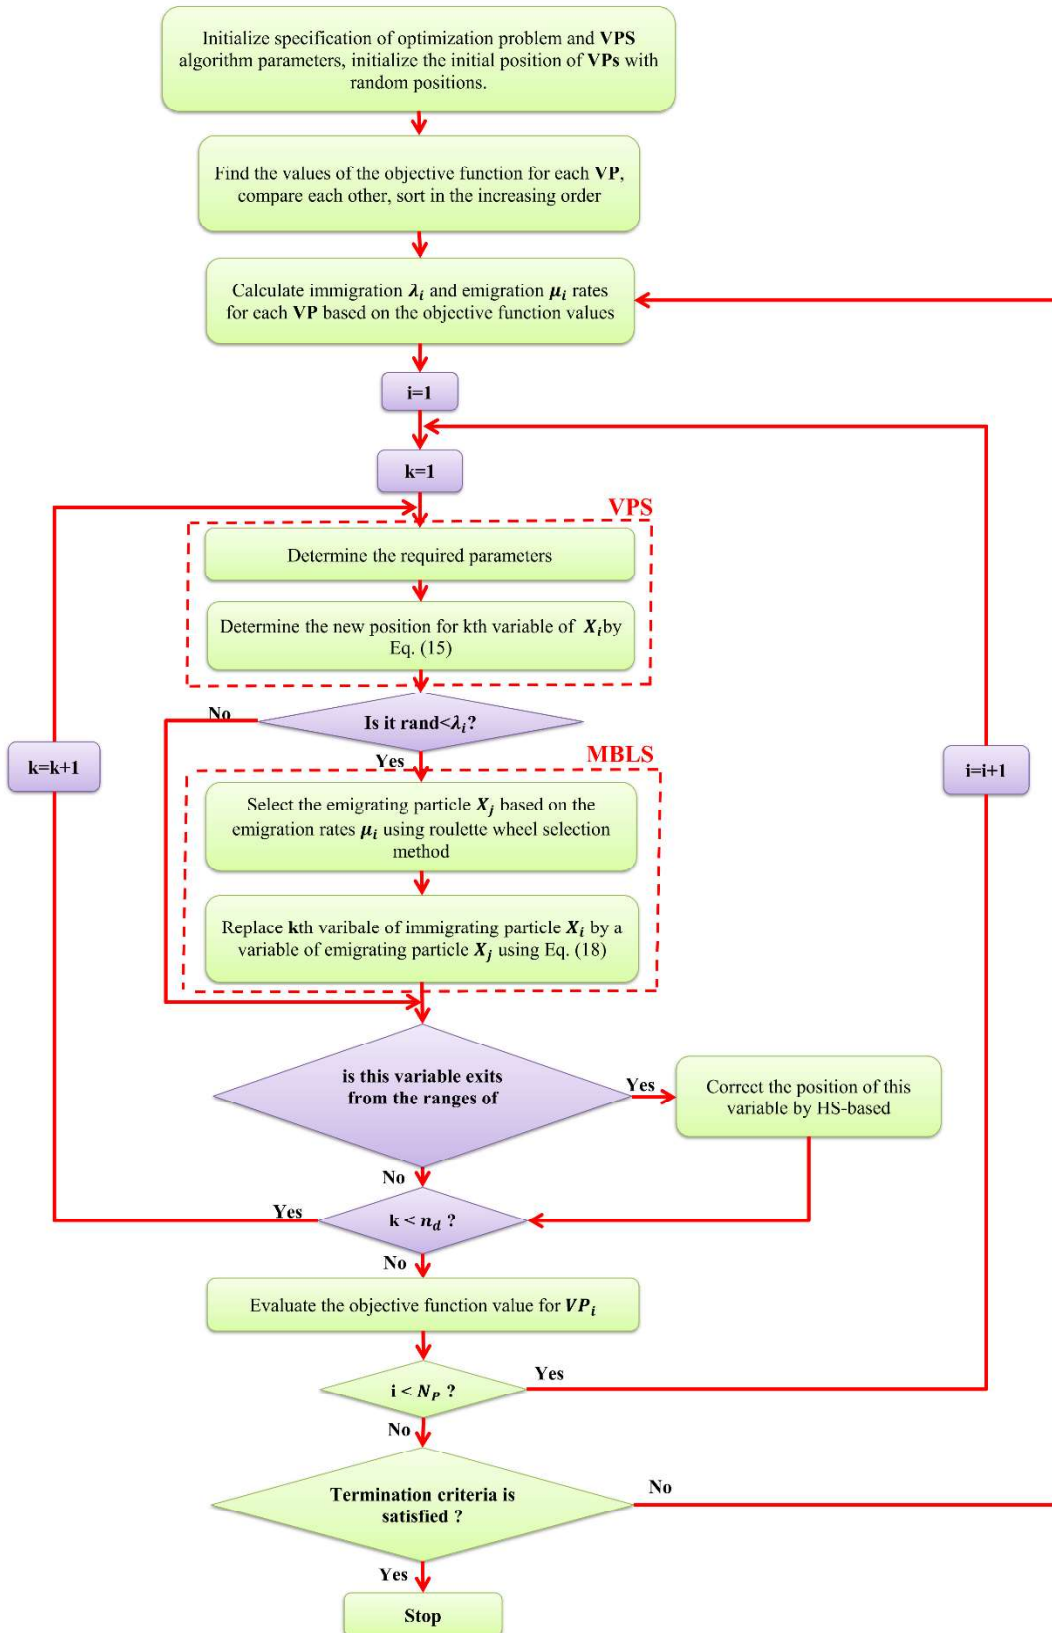 Initialize specification of optimization problem and VPS
algorithm parameters, initialize the initial position of VPs with
random positions.
Find the values of the objective function for each VP,
compare each other, sort in the increasing order
Calculate immigration λᵢ and emigration μᵢ rates
for each VP based on the objective function values
i=1
k=1
VPS
Determine the required parameters
Determine the new position for kth variable of Xᵢby
Eq. (15)
No
Is it rand<λᵢ?
Yes
k=k+1
i=i+1
MBLS
Select the emigrating particle Xⱼ based on the
emigration rates μᵢ using roulette wheel selection
method
Replace kth varibale of immigrating particle Xᵢ by a
variable of emigrating particle Xⱼ using Eq. (18)
is this variable exits
from the ranges of
Yes
Correct the position of this
variable by HS-based
No
Yes
k < n_d ?
No
Evaluate the objective function value for VPᵢ
i < N_P ?
Yes
No
Termination criteria is
satisfied ?
No
Yes
Stop